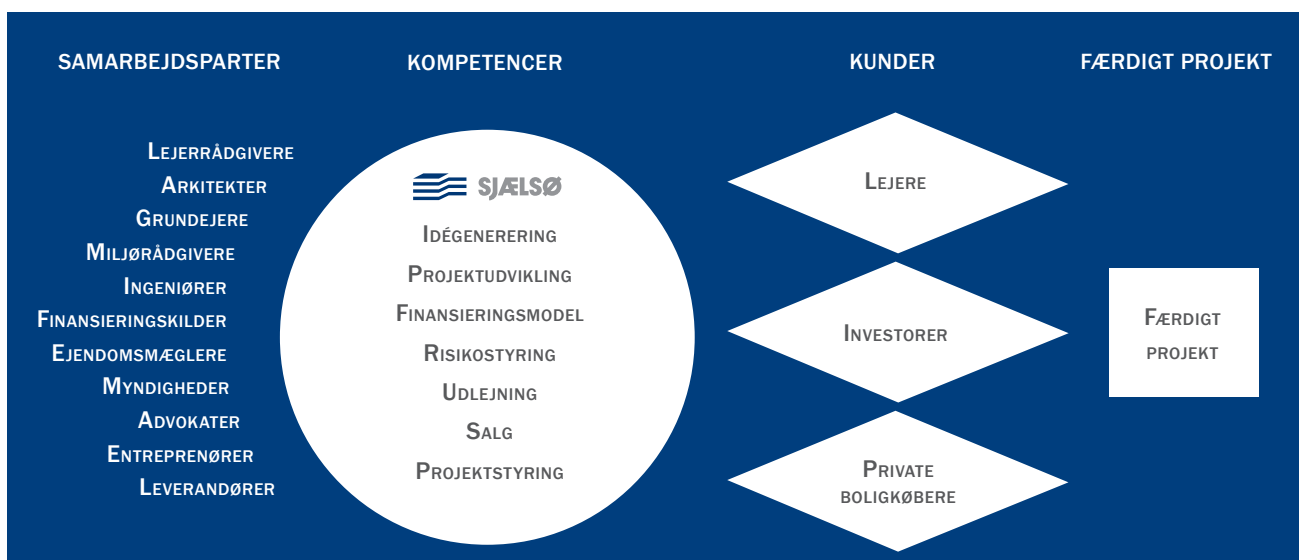 SAMARBEJDSPARTER
LEJERRÅDGIVERE
ARKITEKTER
GRUNDEJERE
MILJØRÅDGIVERE
INGENIØRER
FINANSIERINGSKILDER
EJENDOMSMÆGLERE
MYNDIGHEDER
ADVOKATER
ENTREPRENØRER
LEVERANDØRER
KOMPETENCER
SJÆLSØ
IDÉGENERERING
PROJEKTUDVIKLING
FINANSIERINGSMODEL
RISIKOSTYRING
UDLEJNING
SALG
PROJEKTSTYRING
KUNDER
LEJERE
INVESTORER
PRIVATE
BOLIGKØBERE
FÆRDIGT PROJEKT
FÆRDIGT
PROJEKT